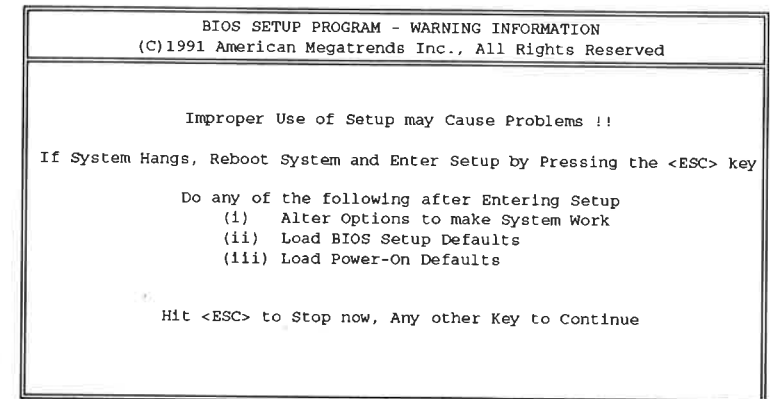 BIOS SETUP PROGRAM - WARNING INFORMATION
(C)1991 American Megatrends Inc., All Rights Reserved
Improper Use of Setup may Cause Problems !!
If System Hangs, Reboot System and Enter Setup by Pressing the <ESC> key
Do any of the following after Entering Setup
(i) Alter Options to make System Work
(ii) Load BIOS Setup Defaults
(iii) Load Power-On Defaults
Hit <ESC> to Stop now, Any other Key to Continue